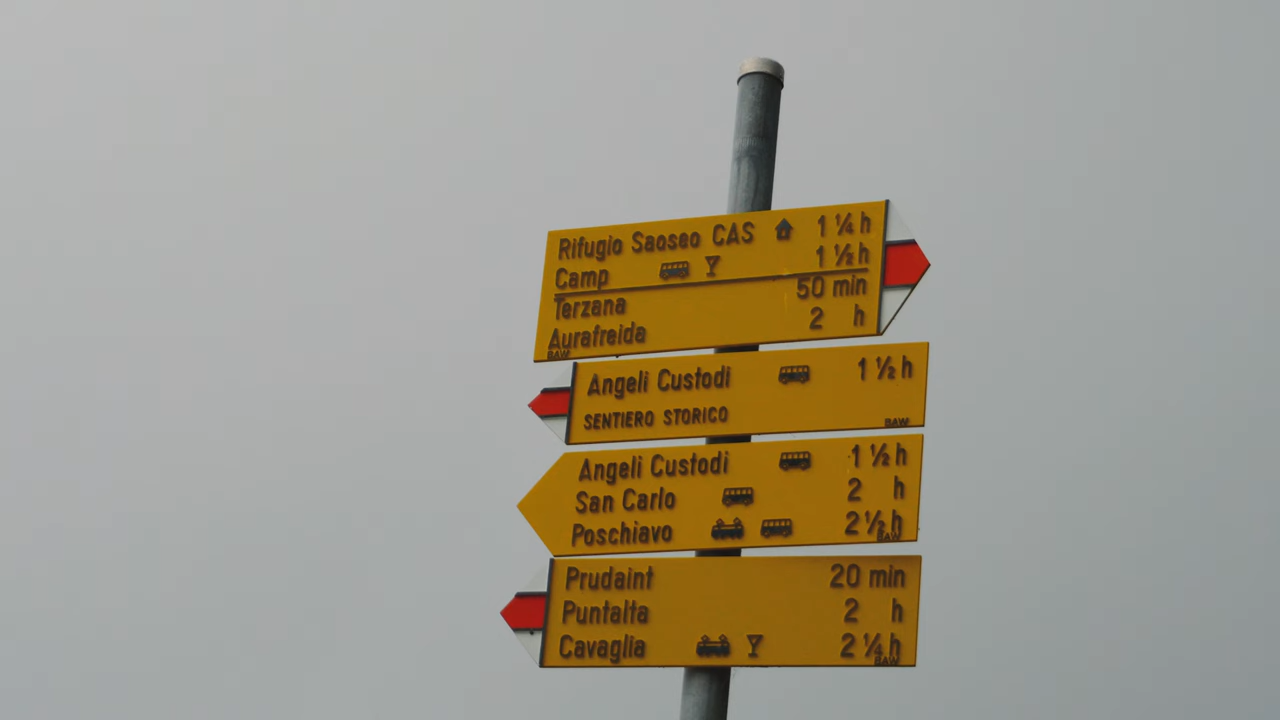 Rifugio Saoseo CAS 1 ¼ h
Camp 1 ½ h
Terzana 50 min
Aurafreida 2 h
BAW
Angeli Custodi 1 ½ h
SENTIERO STORICO
BAW
Angeli Custodi 1 ½ h
San Carlo 2 h
Poschiavo 2 ½ h
BAW
Prudaint 20 min
Puntalta 2 h
Cavaglia 2 ¼ h
BAW